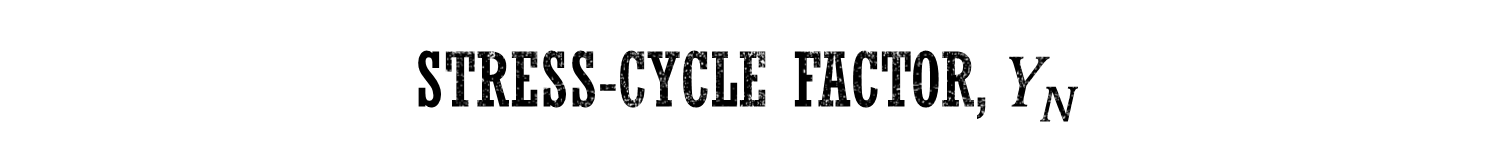 STRESS-CYCLE FACTOR, Y_N